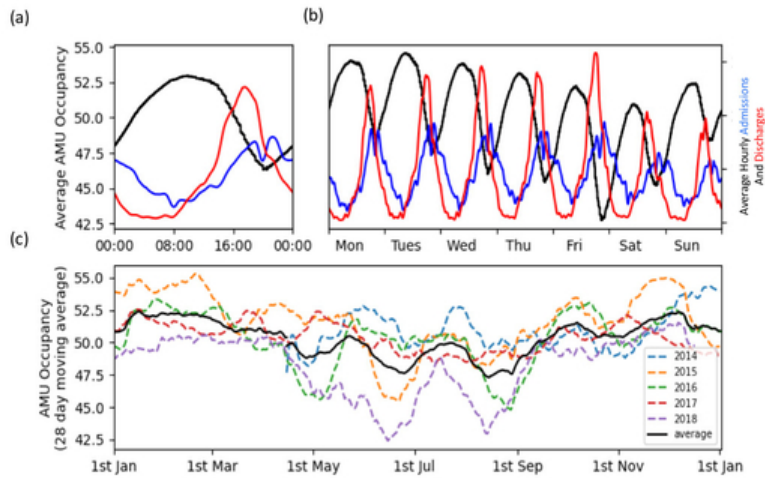 (a)
(b)
Average AMU Occupancy
55.0
52.5
50.0
47.5
45.0
42.5
00:00 08:00 16:00 00:00
Mon Tues Wed Thu Fri Sat Sun
Average Hourly Admissions
And Discharges
(c)
AMU Occupancy
(28 day moving average)
55.0
52.5
50.0
47.5
45.0
42.5
2014
2015
2016
2017
2018
average
1st Jan 1st Mar 1st May 1st Jul 1st Sep 1st Nov 1st Jan